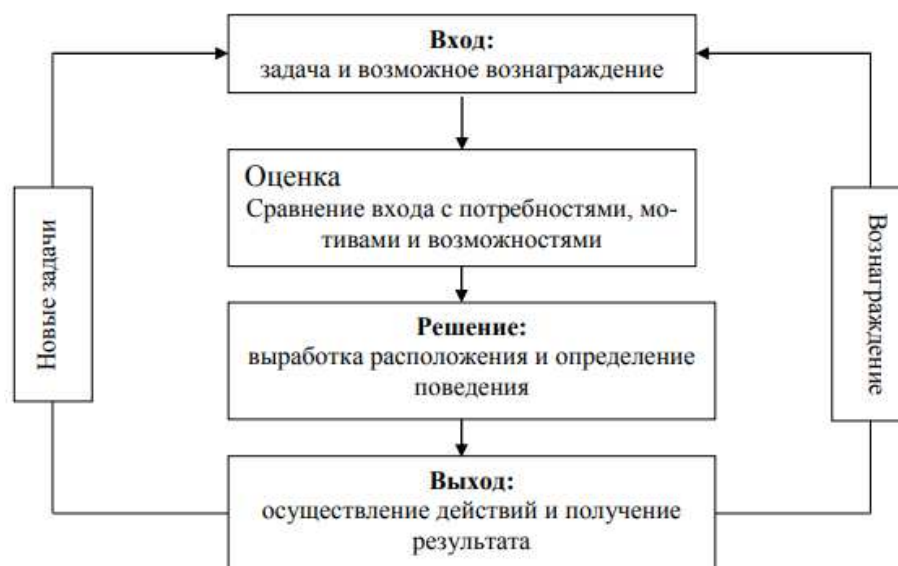 Вход:
задача и возможное вознаграждение
Оценка
Сравнение входа с потребностями, мо-
тивами и возможностями
Новые задачи
Вознаграждение
Решение:
выработка расположения и определение
поведения
Выход:
осуществление действий и получение
результата